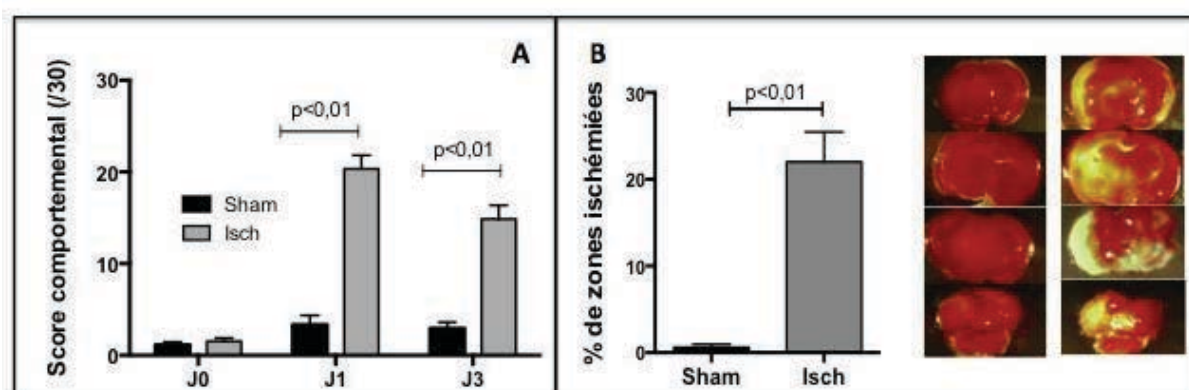 A
Score comportemental (/30)
30
20
10
0
p<0,01
p<0,01
Sham
Isch
J0
J1
J3
B
% de zones ischémiées
30
20
10
0
p<0,01
Sham
Isch